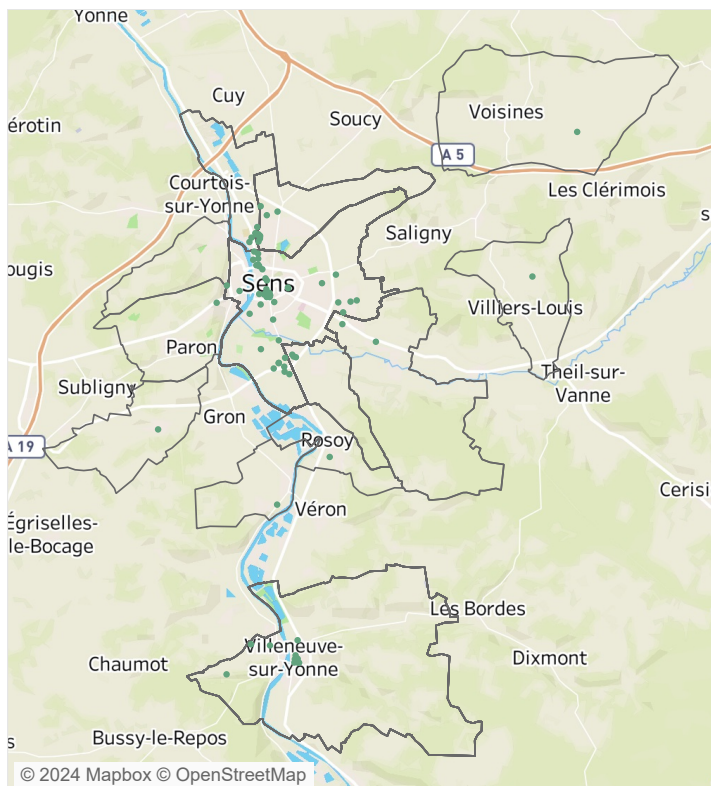 Yonne
Cuy
Soucy
Voisines
érotin
A 5
Courtois-
sur-Yonne
Les Clérimois
Saligny
s
ougis
Sens
Villiers-Louis
Paron
Theil-sur-
Vanne
Subligny
Gron
A 19
Rosoy
Cerisi
Véron
Égriselles-
le-Bocage
Les Bordes
Villeneuve-
sur-Yonne
Chaumot
Dixmont
Bussy-le-Repos
s
© 2024 Mapbox © OpenStreetMap